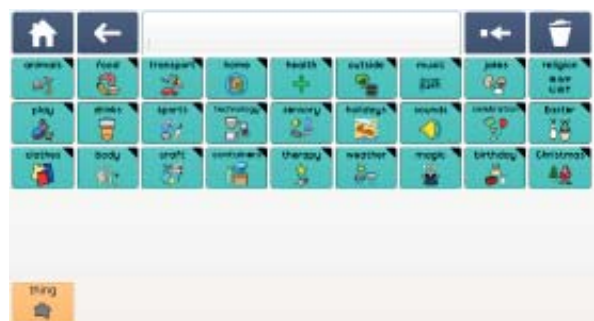 animals food transport home health outside music jokes religion
play drinks sports technology sensory holidays sounds celebration Easter
clothes body craft containers therapy weather magic birthday Christmas
thing